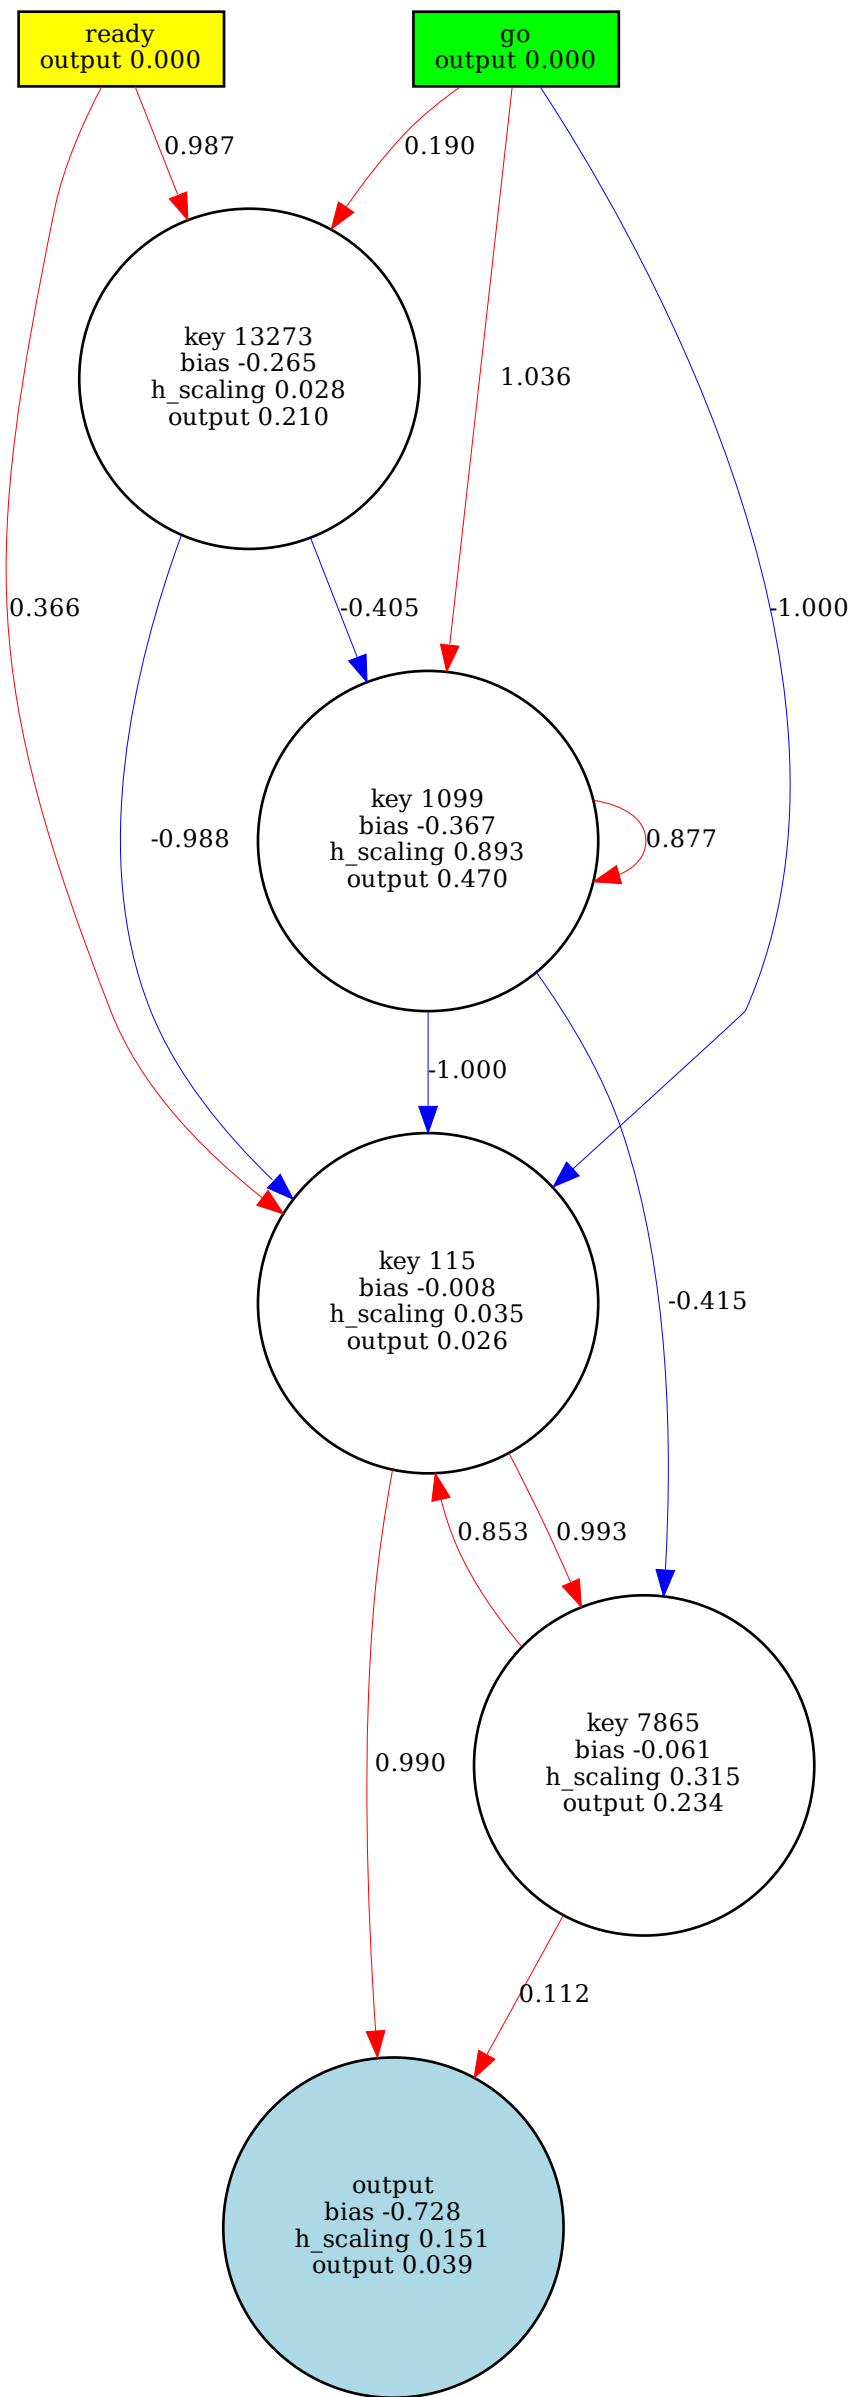 ready
output 0.000
go
output 0.000
0.987
0.190
key 13273
bias -0.265
h_scaling 0.028
output 0.210
1.036
0.366
-0.405
-1.000
key 1099
bias -0.367
h_scaling 0.893
output 0.470
-0.988
0.877
-1.000
key 115
bias -0.008
h_scaling 0.035
output 0.026
-0.415
0.853
0.993
key 7865
bias -0.061
h_scaling 0.315
output 0.234
0.990
0.112
output
bias -0.728
h_scaling 0.151
output 0.039